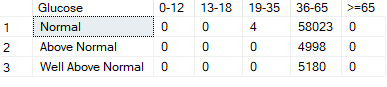 Glucose 0-12 13-18 19-35 36-65 >=65
1 Normal 0 0 4 58023 0
2 Above Normal 0 0 0 4998 0
3 Well Above Normal 0 0 0 5180 0